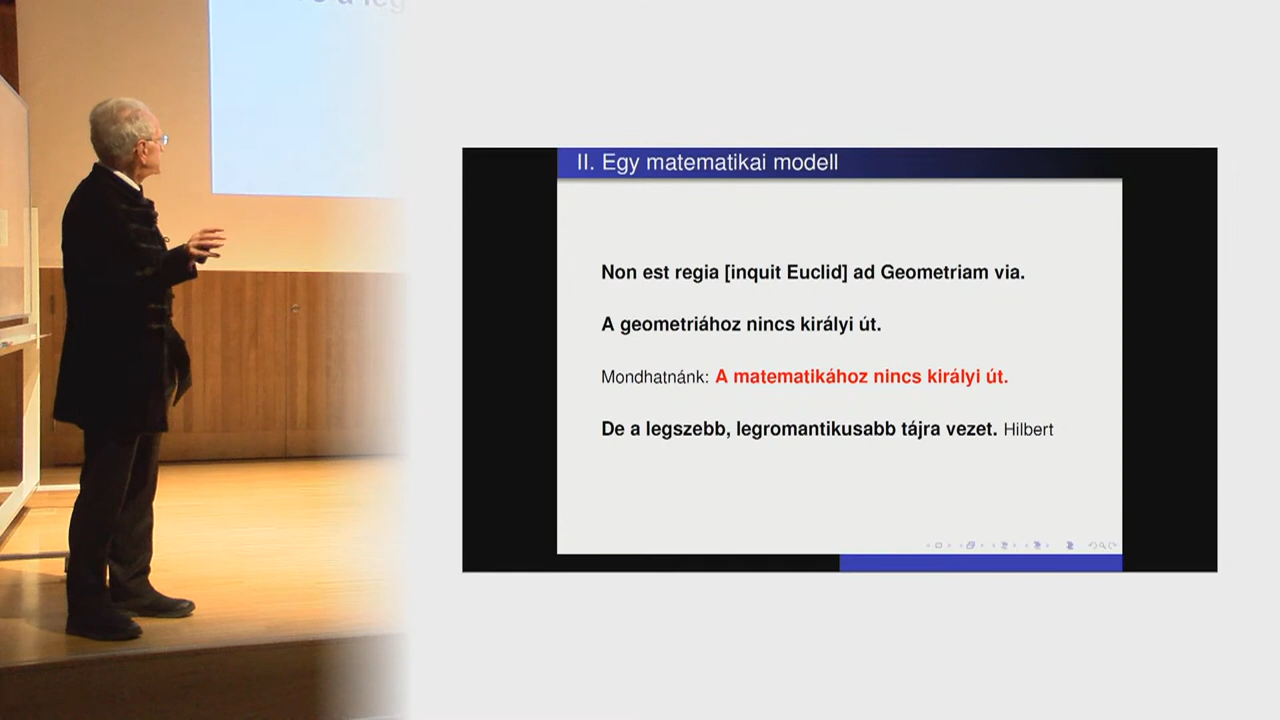 II. Egy matematikai modell
Non est regia [inquit Euclid] ad Geometriam via.
A geometriához nincs királyi út.
Mondhatnánk: A matematikához nincs királyi út.
De a legszebb, legromantikusabb tájra vezet. Hilbert